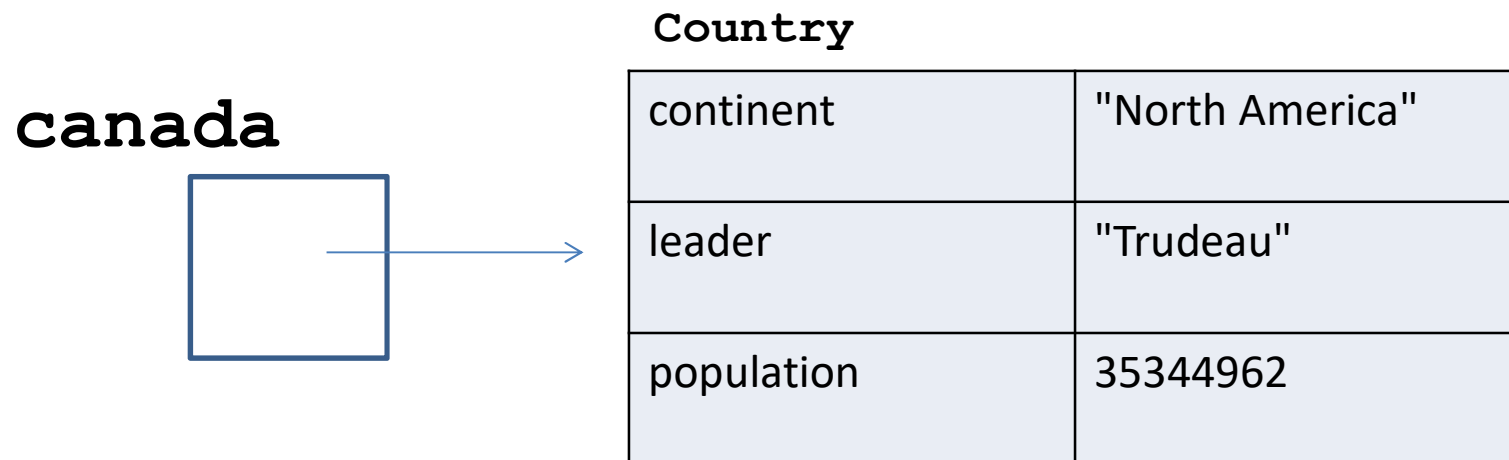 Country
canada
continent "North America"
leader "Trudeau"
population 35344962